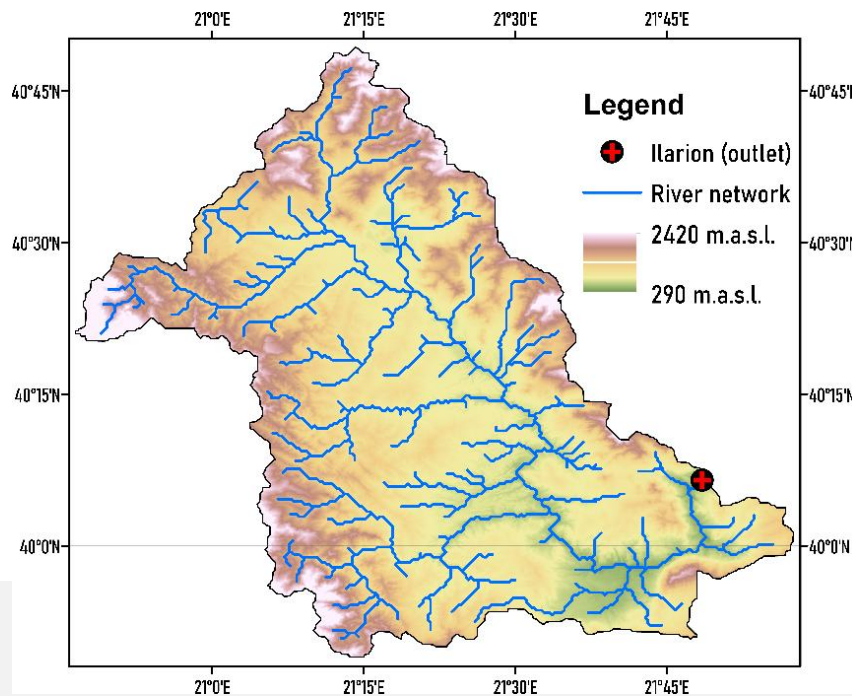 21°0'E 21°15'E 21°30'E 21°45'E
40°45'N 40°45'N
Legend
Ilarion (outlet)
River network
2420 m.a.s.l.
290 m.a.s.l.
40°30'N 40°30'N
40°15'N 40°15'N
40°0'N 40°0'N
21°0'E 21°15'E 21°30'E 21°45'E